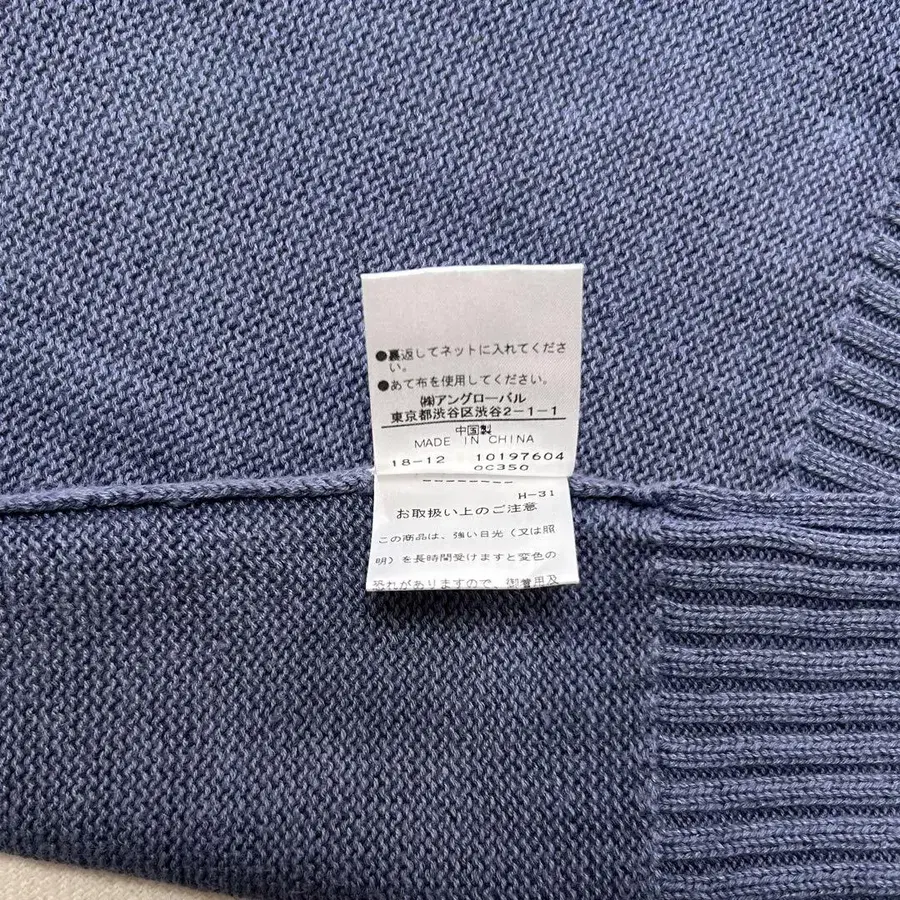 ●裏返してネットに入れてくださ
い。
●あて布を使用してください。
㈱アングローバル
東京都渋谷区渋谷2-1-1
中国製
MADE IN CHINA
18-12 10197604
0C350
--------
H-31
お取扱い上のご注意
この商品は、強い日光(又は照
明)を長時間受けますと変色の
恐れがありますので、御着用及